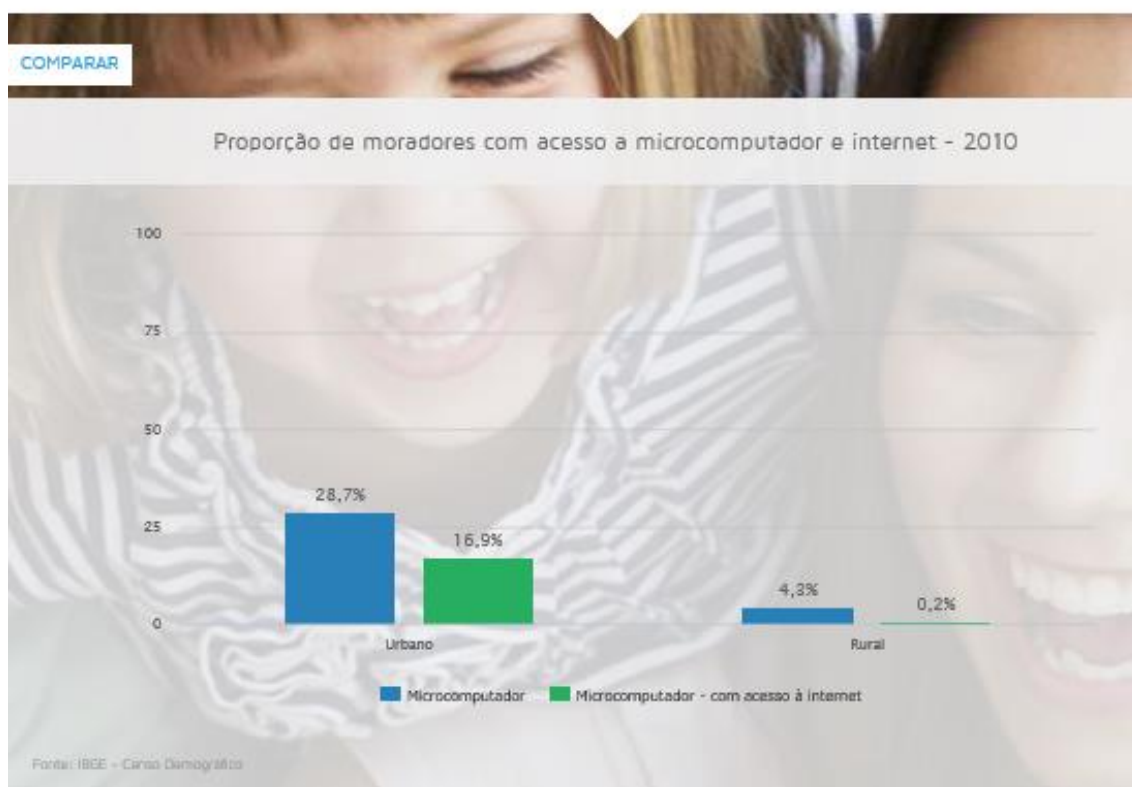 COMPARAR
Proporção de moradores com acesso a microcomputador e internet - 2010
100
75
50
25
0
28,7%
16,9%
4,3%
0,2%
Urbano
Rural
Microcomputador
Microcomputador - com acesso à internet
Fonte: IBGE - Censo Demográfico